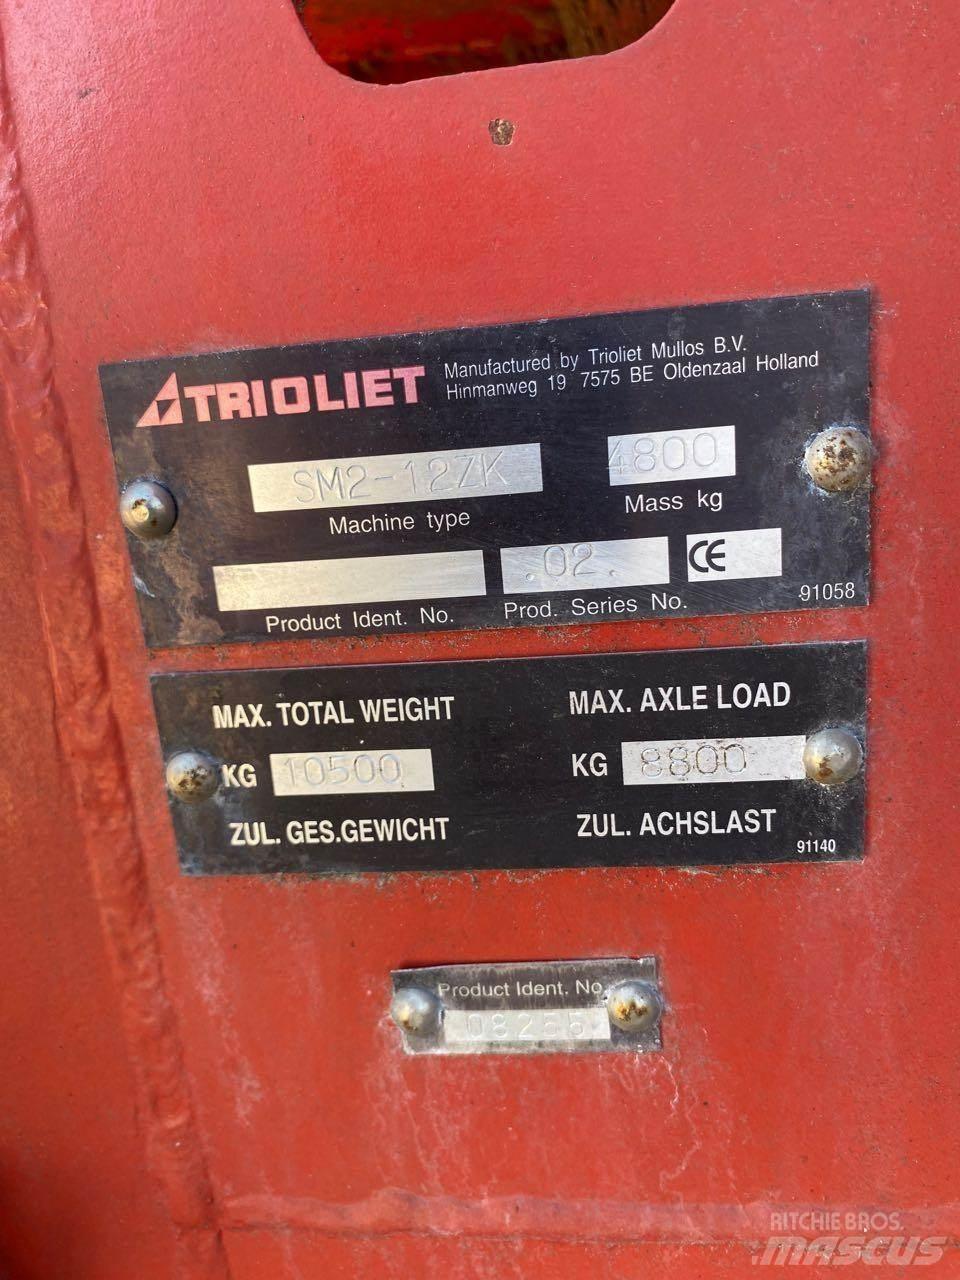 TRIOLIET
Manufactured by Trioliet Mullos B.V.
Hinmanweg 19 7575 BE Oldenzaal Holland
SM2-12ZK
4800
Machine type
Mass kg
.02.
CE
Product Ident. No.
Prod. Series No.
91058
MAX. TOTAL WEIGHT
MAX. AXLE LOAD
KG 10500
KG 8800
ZUL. GES.GEWICHT
ZUL. ACHSLAST
91140
Product Ident. No.
08255
RITCHIE BROS.
MASCUS